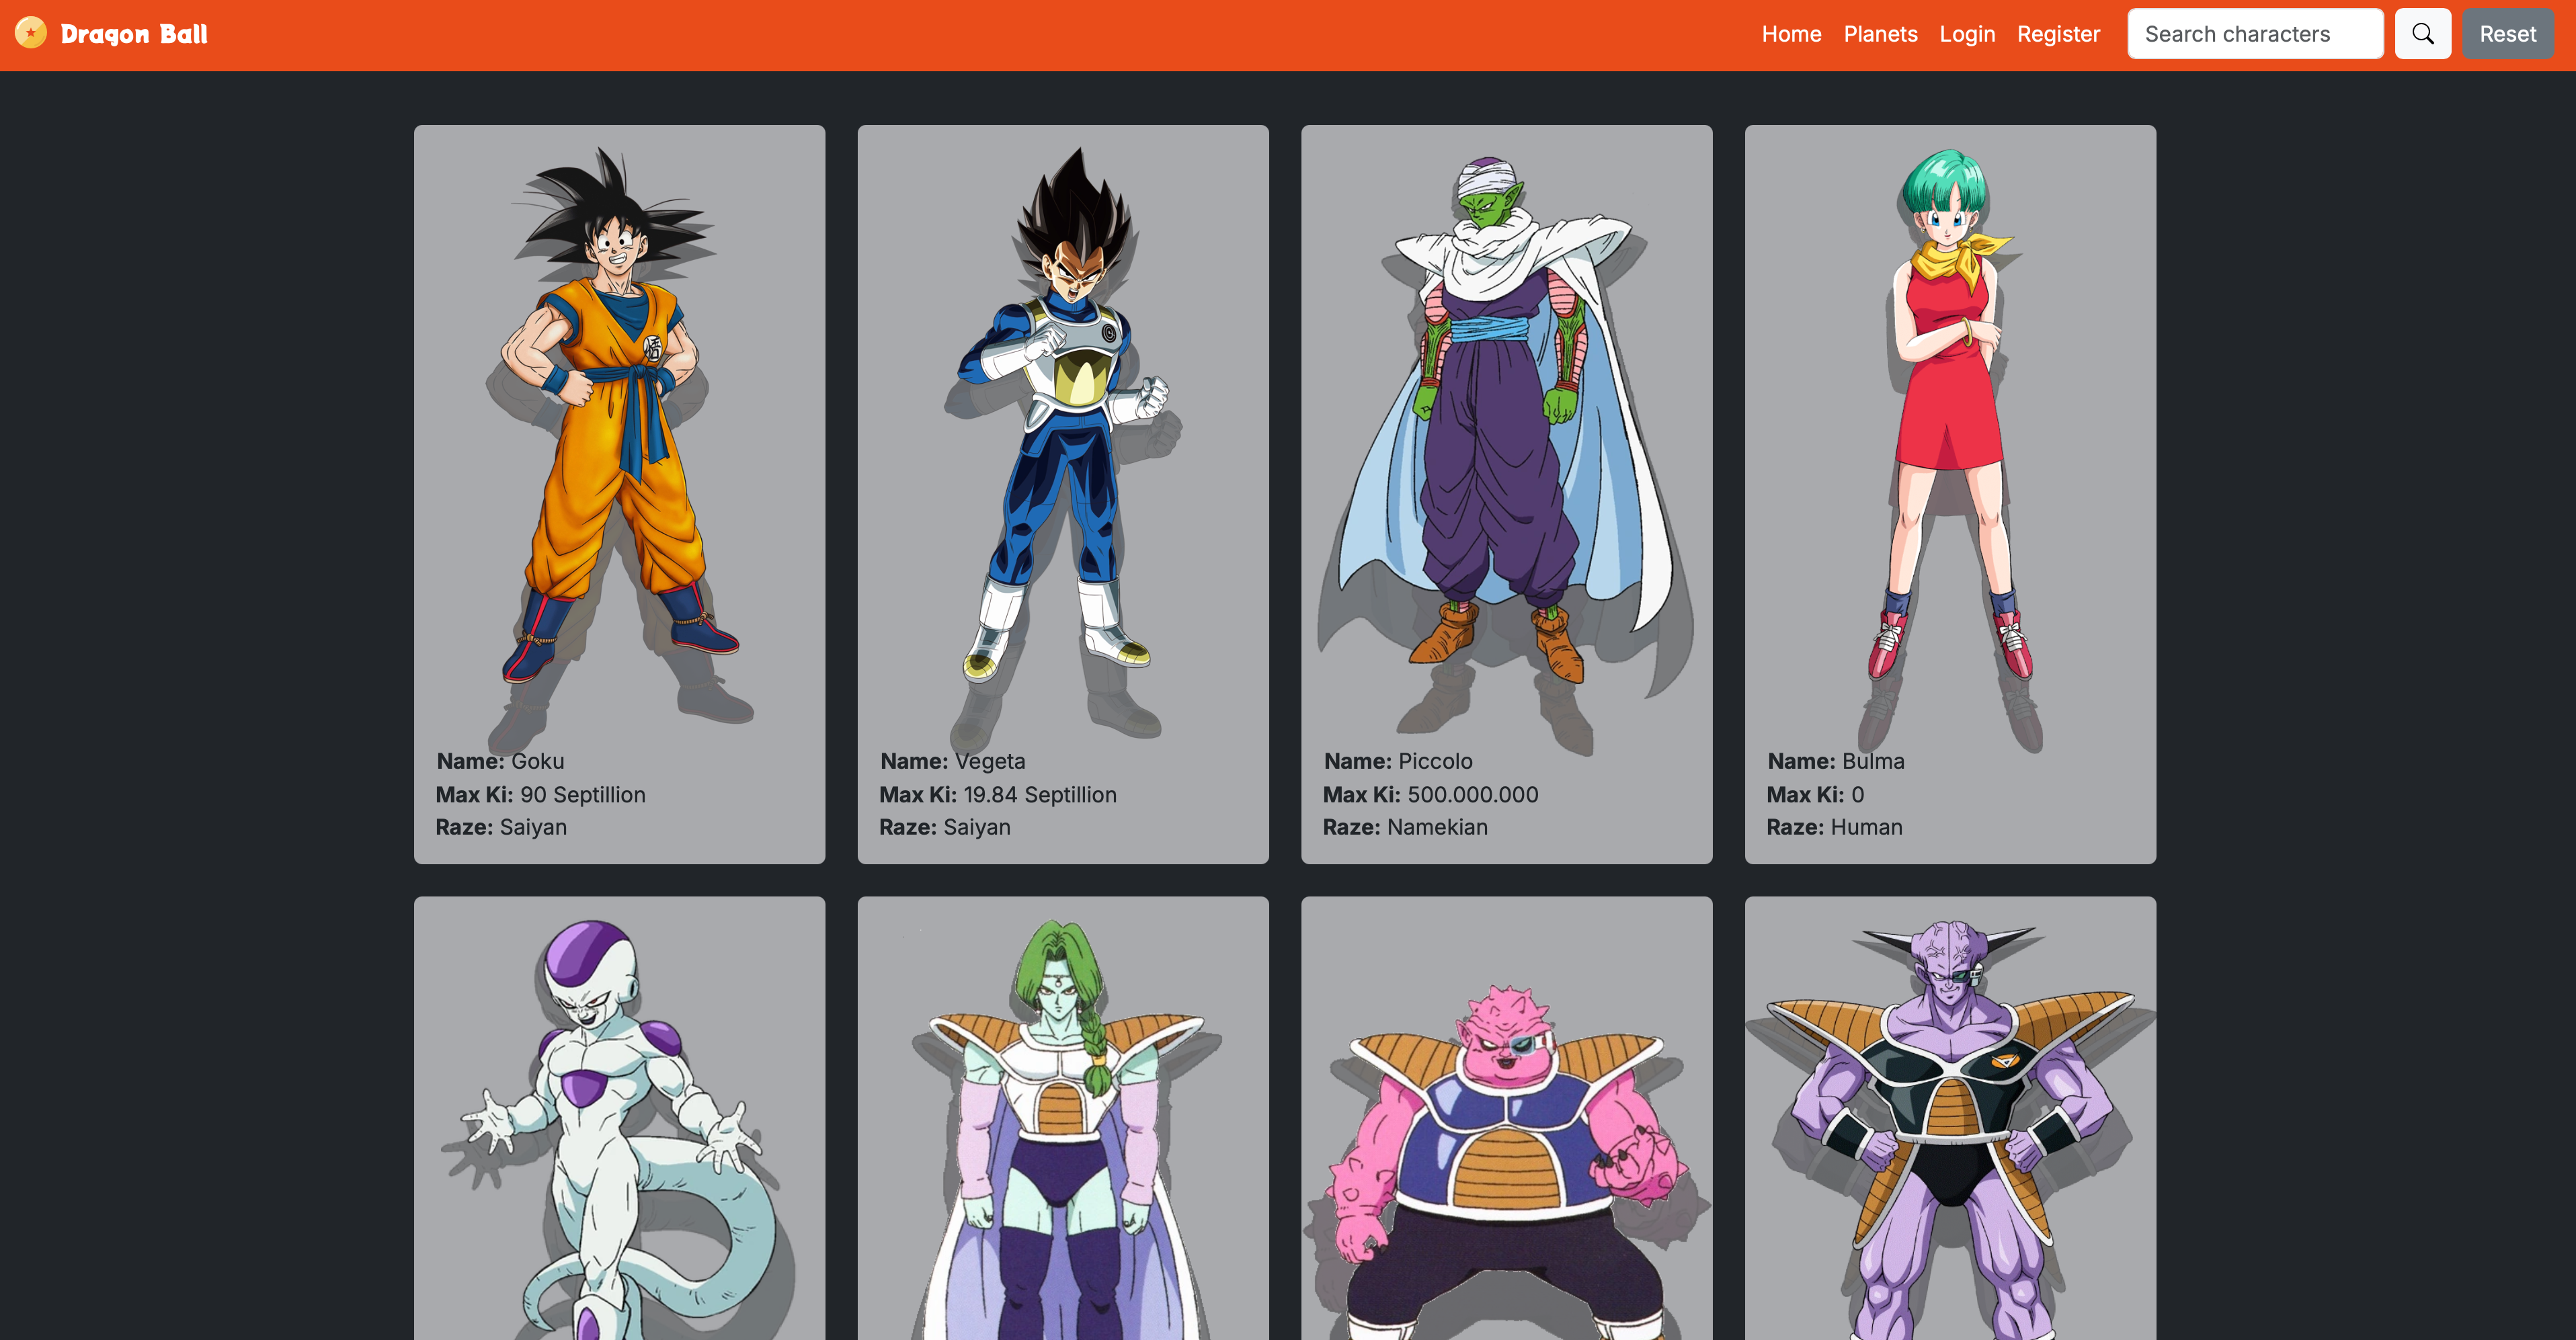 Dragon Ball
Home Planets Login Register Search characters Reset
Name: Goku
Max Ki: 90 Septillion
Raze: Saiyan
Name: Vegeta
Max Ki: 19.84 Septillion
Raze: Saiyan
Name: Piccolo
Max Ki: 500.000.000
Raze: Namekian
Name: Bulma
Max Ki: 0
Raze: Human